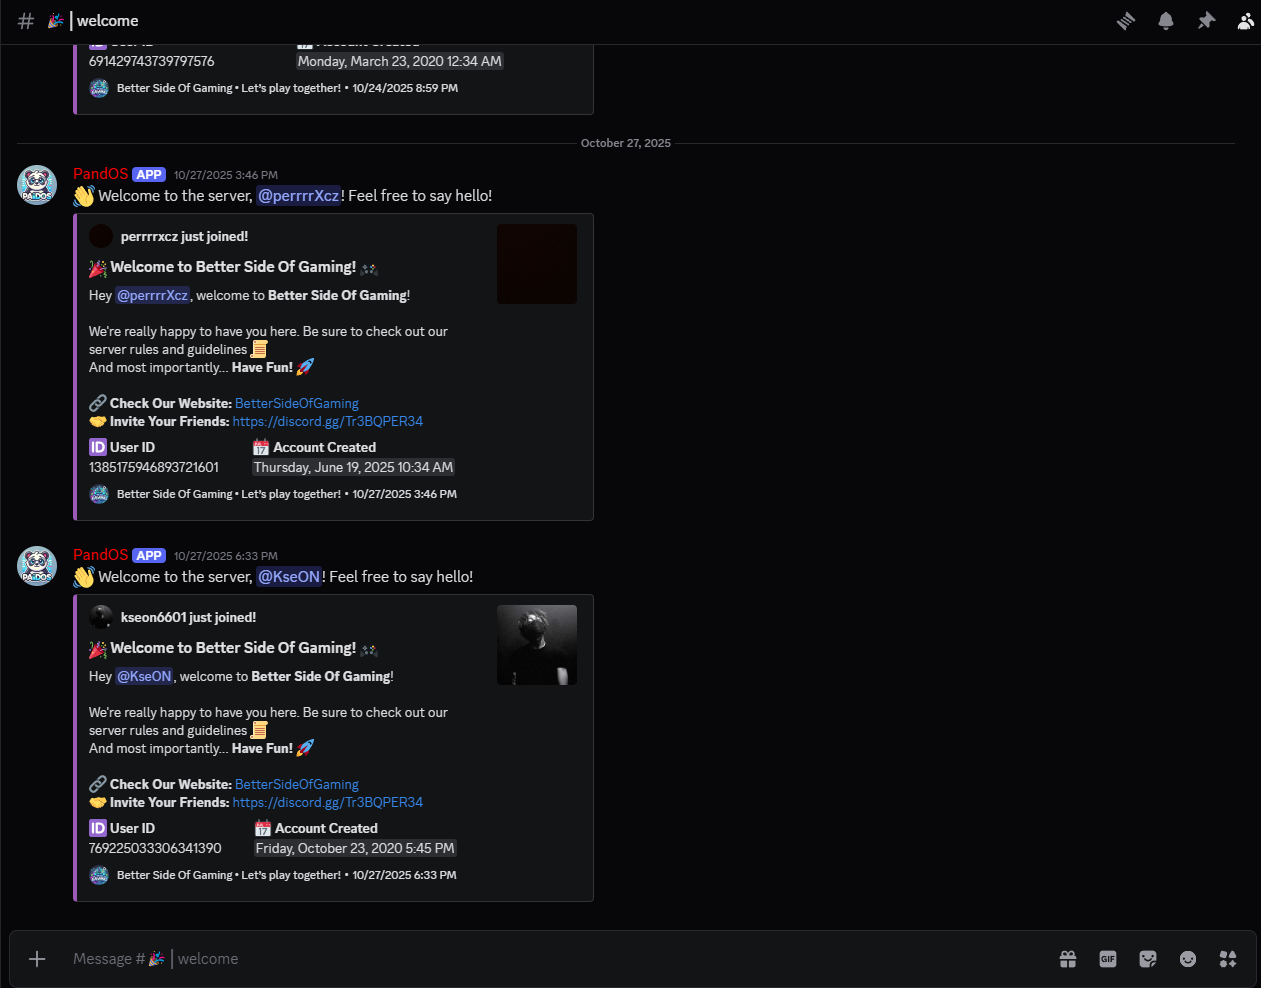 # 🎉 | welcome
User ID Account Created
691429743739797576 Monday, March 23, 2020 12:34 AM
Better Side Of Gaming • Let's play together! • 10/24/2025 8:59 PM
October 27, 2025
PandOS APP 10/27/2025 3:46 PM
👋 Welcome to the server, @perrrrXcz! Feel free to say hello!
perrrrxcz just joined!
🎉 Welcome to Better Side Of Gaming! 🎮
Hey @perrrrXcz, welcome to Better Side Of Gaming!
We're really happy to have you here. Be sure to check out our
server rules and guidelines 📜
And most importantly... Have Fun! 🚀
🔗 Check Our Website: BetterSideOfGaming
🤝 Invite Your Friends: https://discord.gg/Tr3BQPER34
🆔 User ID 📅 Account Created
1385175946893721601 Thursday, June 19, 2025 10:34 AM
Better Side Of Gaming • Let's play together! • 10/27/2025 3:46 PM
PandOS APP 10/27/2025 6:33 PM
👋 Welcome to the server, @KseON! Feel free to say hello!
kseon6601 just joined!
🎉 Welcome to Better Side Of Gaming! 🎮
Hey @KseON, welcome to Better Side Of Gaming!
We're really happy to have you here. Be sure to check out our
server rules and guidelines 📜
And most importantly... Have Fun! 🚀
🔗 Check Our Website: BetterSideOfGaming
🤝 Invite Your Friends: https://discord.gg/Tr3BQPER34
🆔 User ID 📅 Account Created
769225033306341390 Friday, October 23, 2020 5:45 PM
Better Side Of Gaming • Let's play together! • 10/27/2025 6:33 PM
Message # 🎉 | welcome
GIF